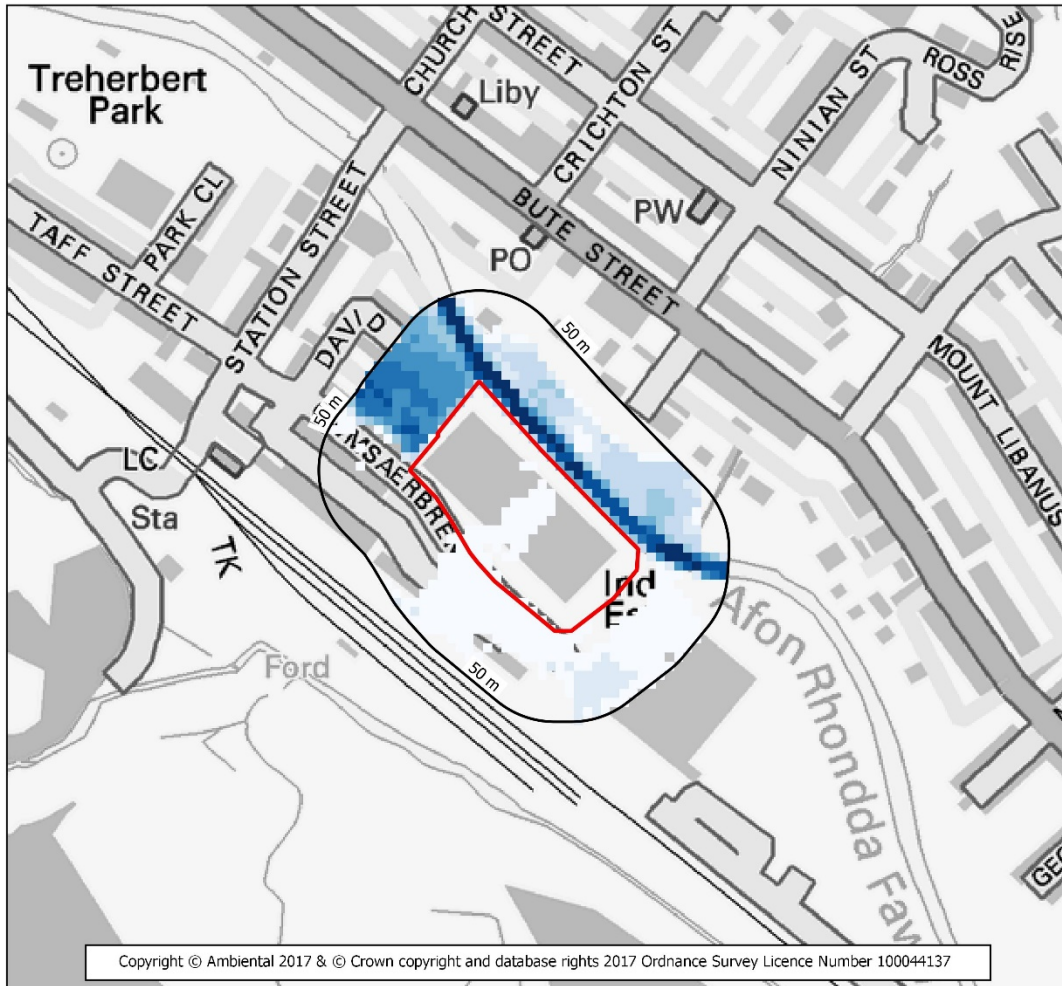 Treherbert
Park
CHURCH
STREET
Liby
CRICHTON ST
NINIAN ST
ROSS
RISE
PARK CL
TAFF STREET
STATION STREET
PO
PW
BUTE STREET
MOUNT LIBANUS
50 m
50 m
50 m
LC
Sta
TK
Ford
Ind
Afon Rhondda Faw
Copyright © Ambiental 2017 & © Crown copyright and database rights 2017 Ordnance Survey Licence Number 100044137